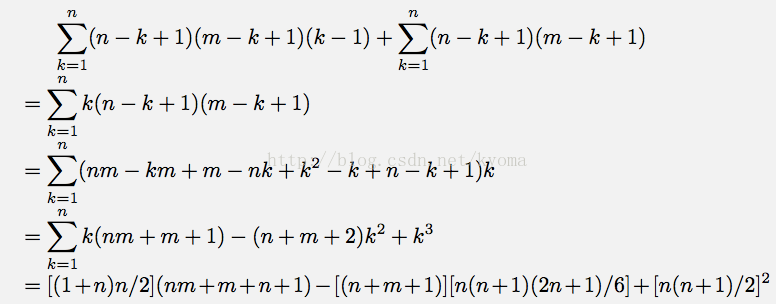 $\sum_{k=1}^{n}(n-k+1)(m-k+1)(k-1)+\sum_{k=1}^{n}(n-k+1)(m-k+1)$
$=\sum_{k=1}^{n}k(n-k+1)(m-k+1)$
http://blog.csdn.net/kyoma
$=\sum_{k=1}^{n}(nm-km+m-nk+k^2-k+n-k+1)k$
$=\sum_{k=1}^{n}k(nm+m+1)-(n+m+2)k^2+k^3$
$=[(1+n)n/2](nm+m+n+1)-[(n+m+1)][n(n+1)(2n+1)/6]+[n(n+1)/2]^2$